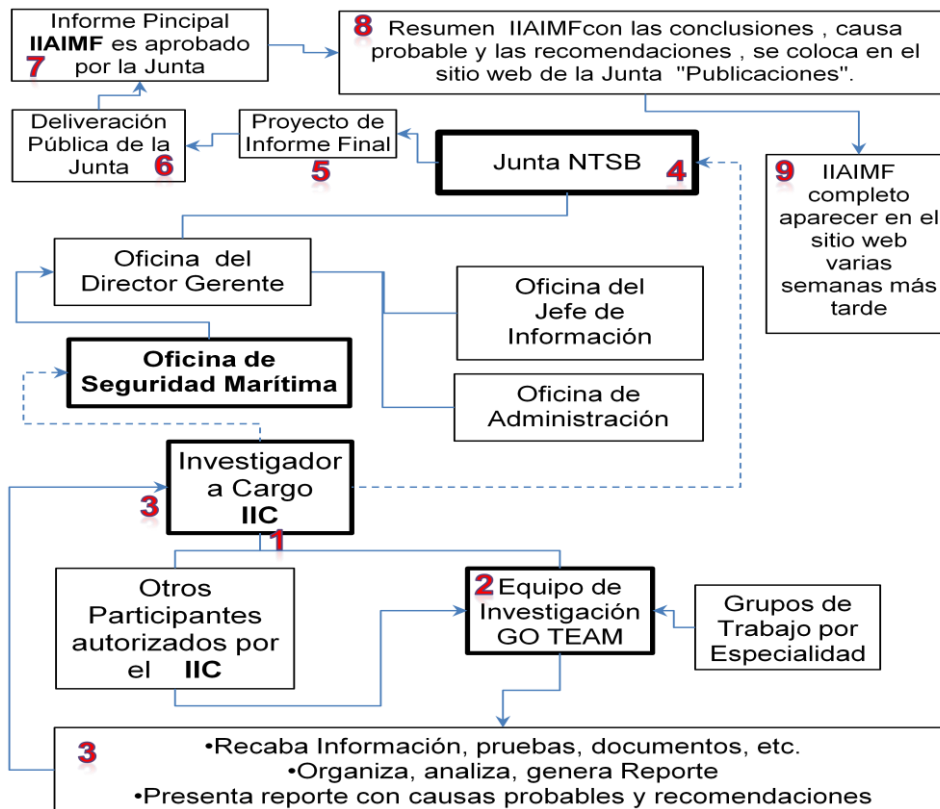 Informe Pincipal
IIAIMF es aprobado
por la Junta
7
8 Resumen IIAIMFcon las conclusiones , causa
probable y las recomendaciones , se coloca en el
sitio web de la Junta "Publicaciones".
Deliveración
Pública de la
Junta
6
Proyecto de
Informe Final
5
Junta NTSB
4
9 IIAIMF
completo
aparecer en el
sitio web
varias
semanas más
tarde
Oficina del
Director Gerente
Oficina del
Jefe de
Información
Oficina de
Seguridad Marítima
Oficina de
Administración
Investigador
a Cargo
IIC
3
1
Otros
Participantes
autorizados por
el IIC
2 Equipo de
Investigación
GO TEAM
Grupos de
Trabajo por
Especialidad
3
•Recaba Información, pruebas, documentos, etc.
•Organiza, analiza, genera Reporte
•Presenta reporte con causas probables y recomendaciones